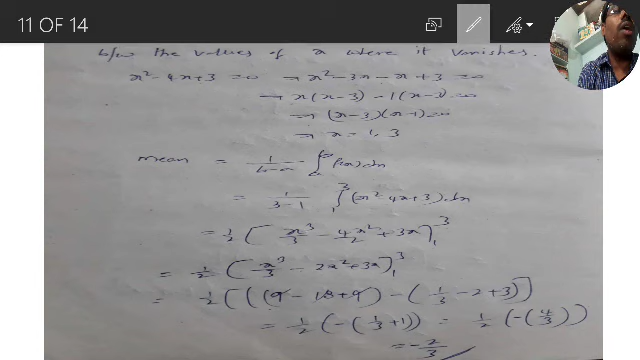 11 OF 14
b/w the values of x where it vanishes.
x² - 4x + 3 = 0 → x² - 3x - x + 3 = 0
→ x(x-3) - 1(x-3) = 0
→ (x-3)(x-1) = 0
→ x = 1, 3
mean = 1/(b-a) ∫ₐᵇ f(x) dx
= 1/(3-1) ∫₁³ (x² - 4x + 3) . dx
= 1/2 [ x³/3 - 4x²/2 + 3x ]₁³
= 1/2 ( x³/3 - 2x² + 3x )₁³
= 1/2 [ ((9 - 18 + 9) - (1/3 - 2 + 3) ]
= 1/2 (-(1/3 + 1)) = 1/2 (-(4/3))
= -2/3